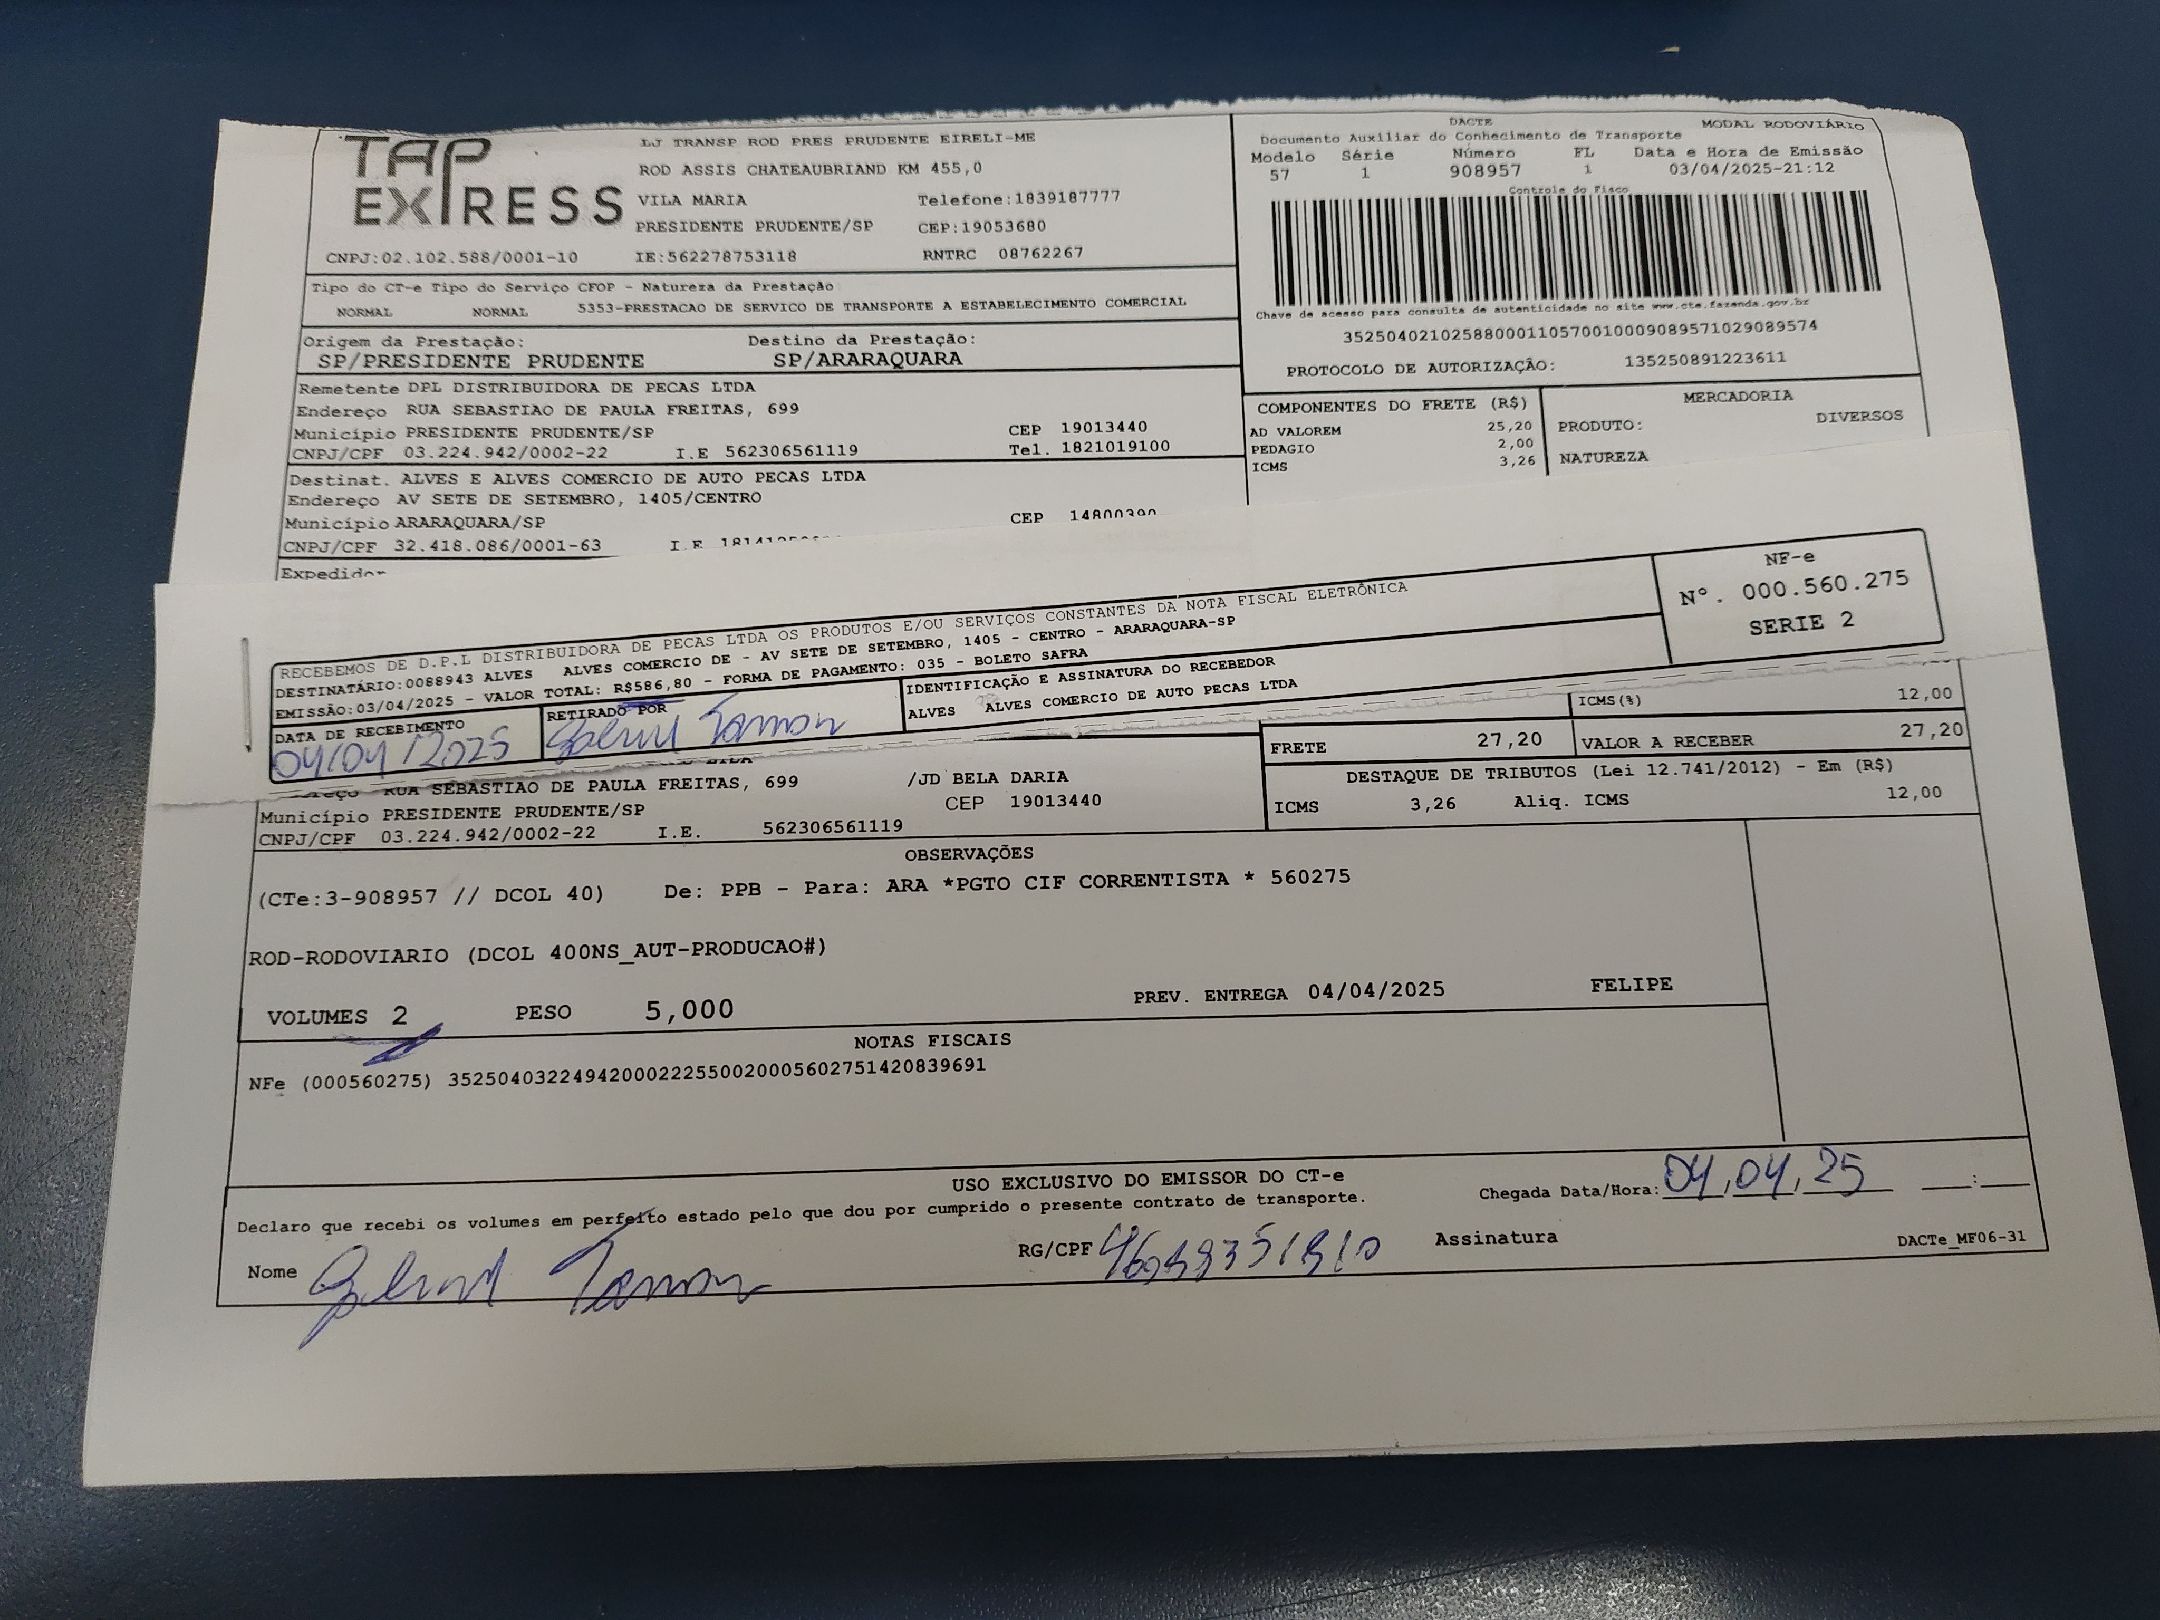 TAP EXPRESS
LJ TRANSP ROD PRES PRUDENTE EIRELI-ME
ROD ASSIS CHATEAUBRIAND KM 455,0
VILA MARIA Telefone:1839187777
PRESIDENTE PRUDENTE/SP CEP:19053680
CNPJ:02.102.588/0001-10 IE:562278753118 RNTRC 08762267
DACTE MODAL RODOVIÁRIO
Documento Auxiliar do Conhecimento de Transporte
Modelo Série Número FL Data e Hora de Emissão
57 1 908957 1 03/04/2025-21:12
Controle do Fisco
Chave de acesso para consulta de autenticidade no site www.cte.fazenda.gov.br
35250402102588000110570010009089571029089574
PROTOCOLO DE AUTORIZAÇÃO: 135250891223611
Tipo do CT-e Tipo do Serviço CFOP - Natureza da Prestação
NORMAL NORMAL 5353-PRESTACAO DE SERVICO DE TRANSPORTE A ESTABELECIMENTO COMERCIAL
Origem da Prestação: Destino da Prestação:
SP/PRESIDENTE PRUDENTE SP/ARARAQUARA
Remetente DPL DISTRIBUIDORA DE PECAS LTDA
Endereço RUA SEBASTIAO DE PAULA FREITAS, 699
Município PRESIDENTE PRUDENTE/SP CEP 19013440
CNPJ/CPF 03.224.942/0002-22 I.E 562306561119 Tel. 1821019100
COMPONENTES DO FRETE (R$)
AD VALOREM 25,20
PEDAGIO 2,00
ICMS 3,26
MERCADORIA
PRODUTO: DIVERSOS
NATUREZA
Destinat. ALVES E ALVES COMERCIO DE AUTO PECAS LTDA
Endereço AV SETE DE SETEMBRO, 1405/CENTRO
Município ARARAQUARA/SP CEP 14800390
CNPJ/CPF 32.418.086/0001-63 I.E
Expedidor
RECEBEMOS DE D.P.L DISTRIBUIDORA DE PECAS LTDA OS PRODUTOS E/OU SERVIÇOS CONSTANTES DA NOTA FISCAL ELETRÔNICA
DESTINATÁRIO:0088943 ALVES ALVES COMERCIO DE - AV SETE DE SETEMBRO, 1405 - CENTRO - ARARAQUARA-SP
EMISSÃO:03/04/2025 - VALOR TOTAL: R$586,80 - FORMA DE PAGAMENTO: 035 - BOLETO SAFRA
NF-e
Nº. 000.560.275
SERIE 2
DATA DE RECEBIMENTO
04/04/2025
RETIRADO POR
IDENTIFICAÇÃO E ASSINATURA DO RECEBEDOR
ALVES ALVES COMERCIO DE AUTO PECAS LTDA
ICMS(%) 12,00
FRETE 27,20 VALOR A RECEBER 27,20
DESTAQUE DE TRIBUTOS (Lei 12.741/2012) - Em (R$)
ICMS 3,26 Aliq. ICMS 12,00
RUA SEBASTIAO DE PAULA FREITAS, 699 /JD BELA DARIA
Município PRESIDENTE PRUDENTE/SP CEP 19013440
CNPJ/CPF 03.224.942/0002-22 I.E. 562306561119
OBSERVAÇÕES
(CTe:3-908957 // DCOL 40) De: PPB - Para: ARA *PGTO CIF CORRENTISTA * 560275
ROD-RODOVIARIO (DCOL 400NS_AUT-PRODUCAO#)
VOLUMES 2 PESO 5,000 PREV. ENTREGA 04/04/2025 FELIPE
NOTAS FISCAIS
NFe (000560275) 35250403224942000222550020005602751420839691
USO EXCLUSIVO DO EMISSOR DO CT-e
Declaro que recebi os volumes em perfeito estado pelo que dou por cumprido o presente contrato de transporte.
Chegada Data/Hora: 04,04,25 :
Nome
RG/CPF
Assinatura
DACTe_MF06-31